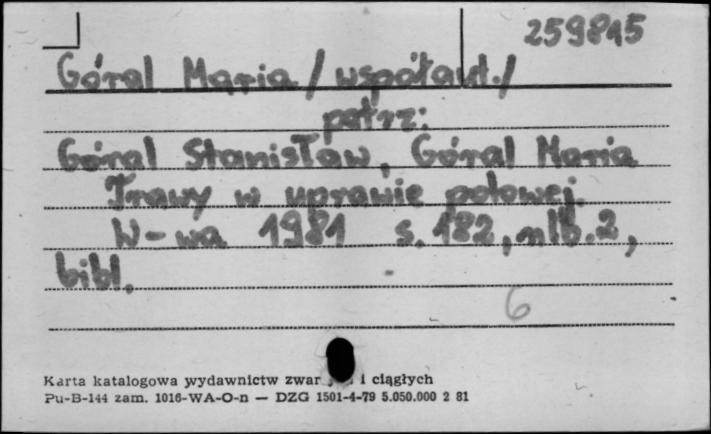 259815
Góral Maria / współaut./
patrz:
Góral Stanisław, Góral Maria
Trawy w uprawie polowej.
W-wa 1981 s. 182, nlb. 2,
bibl.
6
Karta katalogowa wydawnictw zwar i ciągłych
Pu-B-144 zam. 1016-WA-O-n — DZG 1501-4-79 5.050.000 2 81